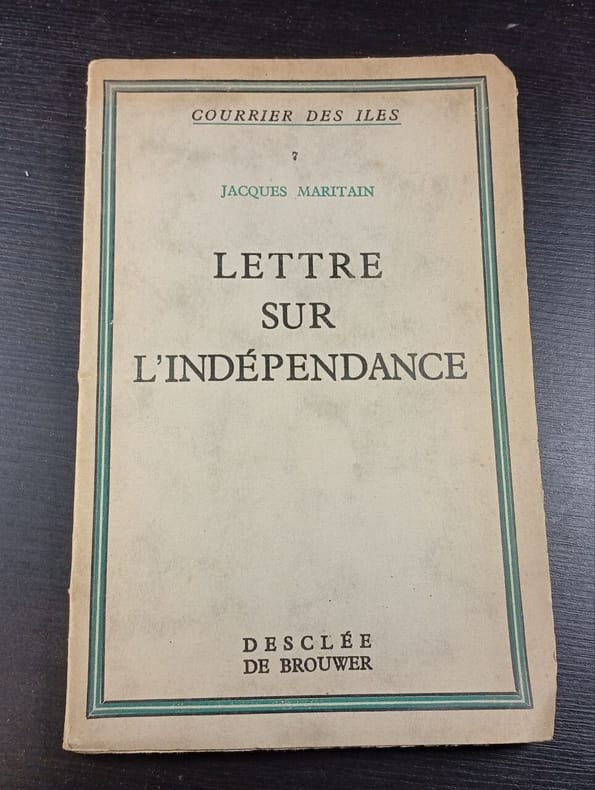 COURRIER DES ILES
7
JACQUES MARITAIN
LETTRE
SUR
L'INDÉPENDANCE
DESCLÉE
DE BROUWER